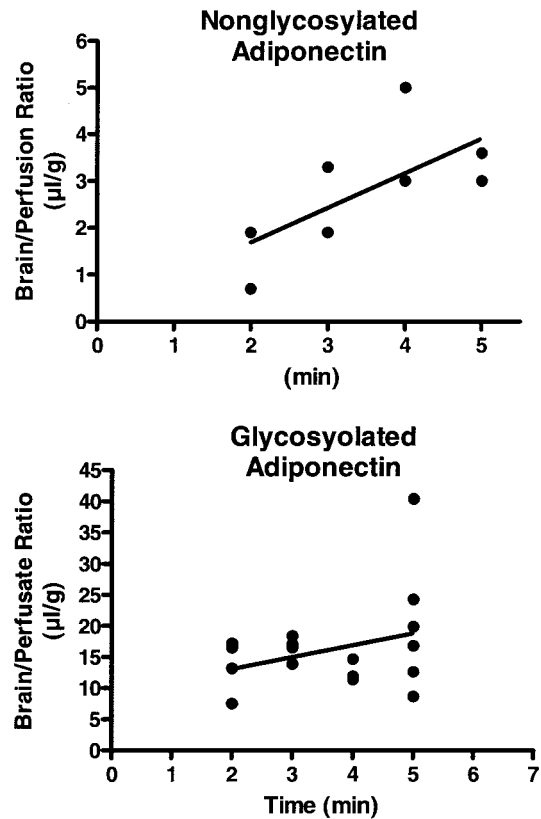 Nonglycosylated
Adiponectin
Brain/Perfusion Ratio
(µl/g)
6
5
4
3
2
1
0
0 1 2 3 4 5
(min)
Glycosyolated
Adiponectin
Brain/Perfusate Ratio
(µl/g)
45
40
35
30
25
20
15
10
5
0
0 1 2 3 4 5 6 7
Time (min)